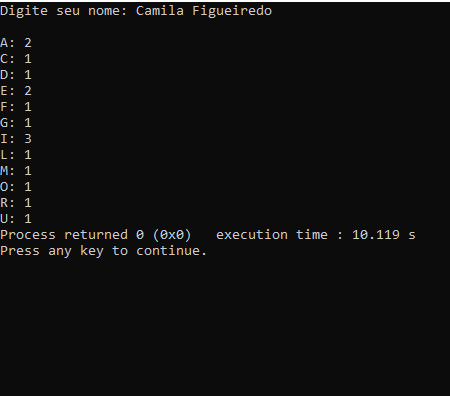 Digite seu nome: Camila Figueiredo
A: 2
C: 1
D: 1
E: 2
F: 1
G: 1
I: 3
L: 1
M: 1
O: 1
R: 1
U: 1
Process returned 0 (0x0)   execution time : 10.119 s
Press any key to continue.